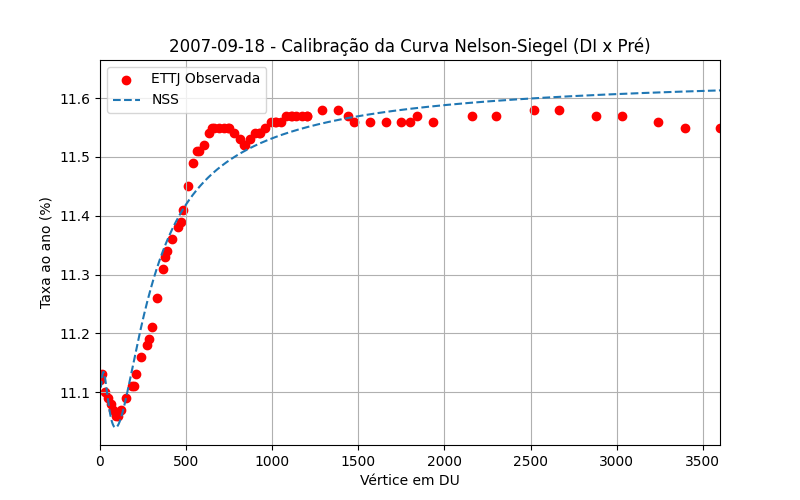 2007-09-18 - Calibração da Curva Nelson-Siegel (DI x Pré)
ETTJ Observada
NSS
Taxa ao ano (%)
11.6
11.5
11.4
11.3
11.2
11.1
0 500 1000 1500 2000 2500 3000 3500
Vértice em DU